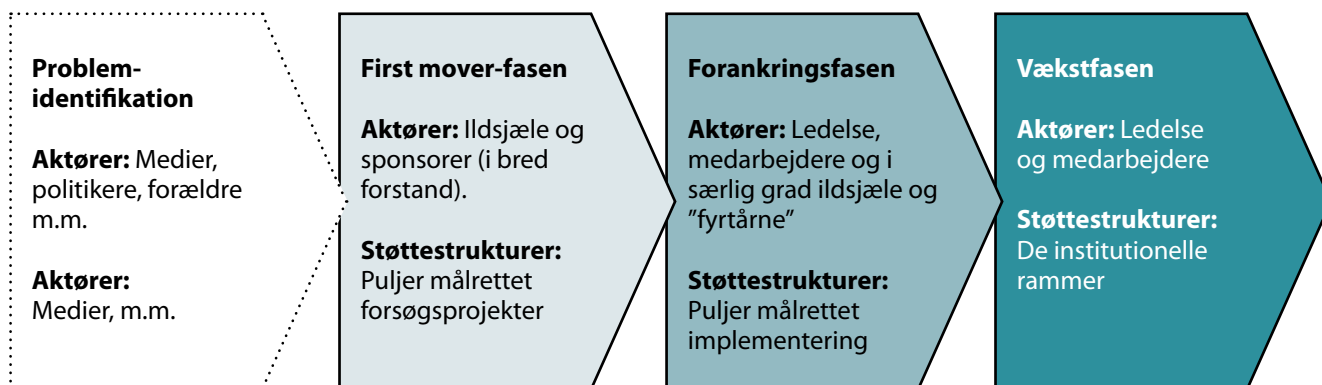 Problem-
identifikation
Aktører: Medier,
politikere, forældre
m.m.
Aktører:
Medier, m.m.
First mover-fasen
Aktører: Ildsjæle og
sponsorer (i bred
forstand).
Støttestrukturer:
Puljer målrettet
forsøgsprojekter
Forankringsfasen
Aktører: Ledelse,
medarbejdere og i
særlig grad ildsjæle og
”fyrtårne”
Støttestrukturer:
Puljer målrettet
implementering
Vækstfasen
Aktører: Ledelse
og medarbejdere
Støttestrukturer:
De institutionelle
rammer